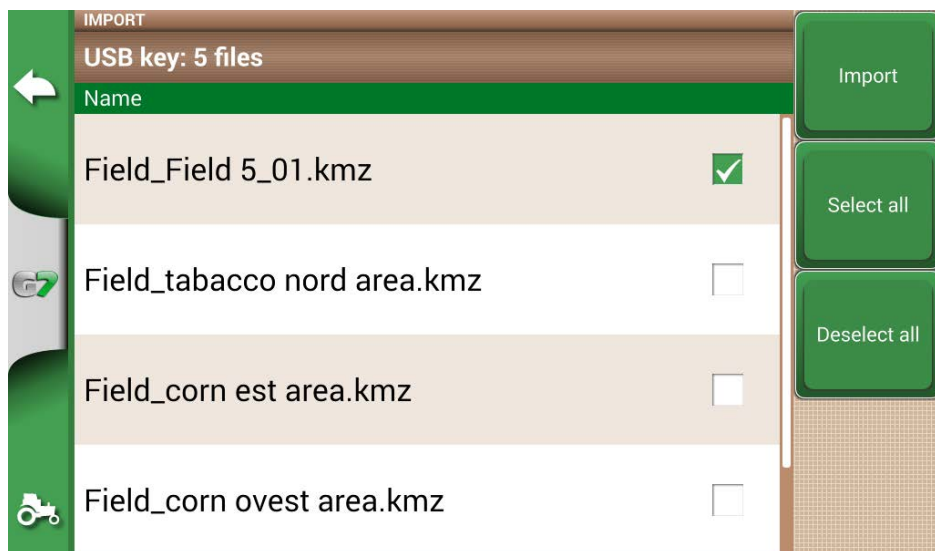 IMPORT
USB key: 5 files
Name
Field_Field 5_01.kmz
Field_tabacco nord area.kmz
Field_corn est area.kmz
Field_corn ovest area.kmz
G7
Import
Select all
Deselect all